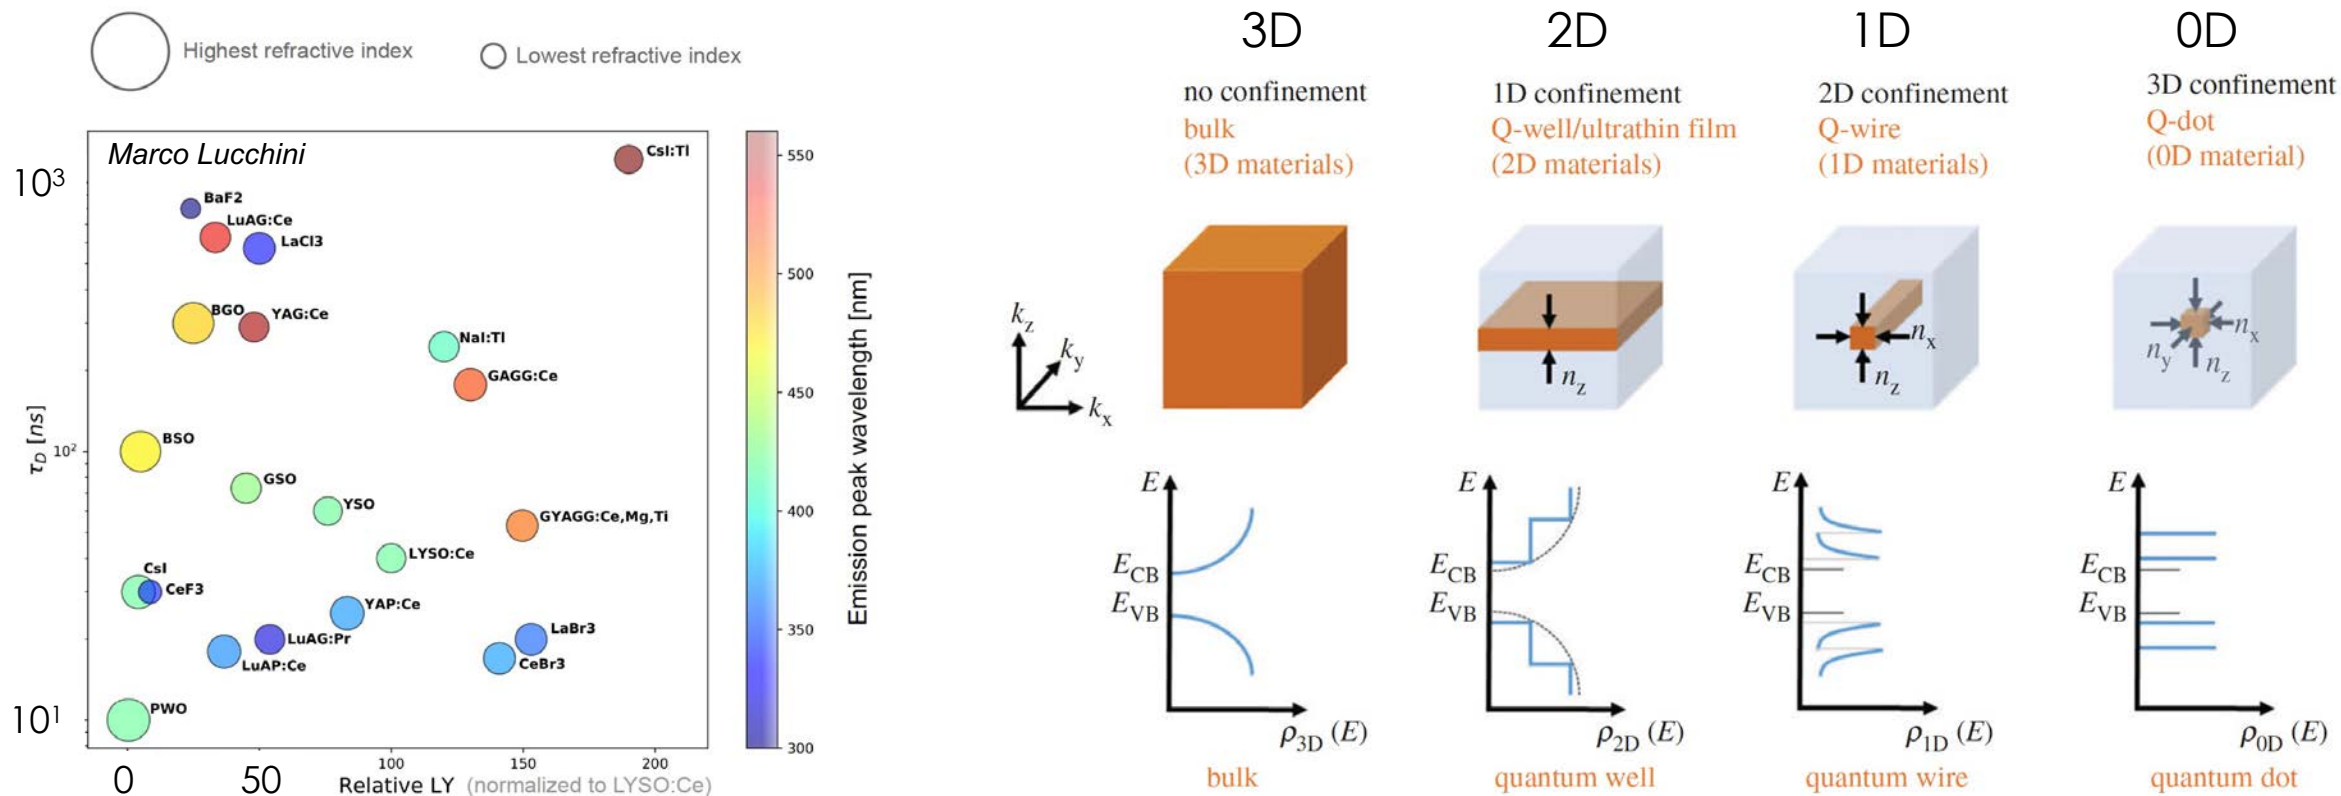 Highest refractive index
Lowest refractive index
Marco Lucchini
10³
10²
10¹
τD [ns]
CsI:Tl
BaF2
LuAG:Ce
LaCl3
BGO
YAG:Ce
NaI:Tl
GAGG:Ce
BSO
GSO
YSO
GYAGG:Ce,Mg,Ti
LYSO:Ce
CsI
CeF3
YAP:Ce
LuAG:Pr
LaBr3
LuAP:Ce
CeBr3
PWO
0
50
100
150
200
Relative LY (normalized to LYSO:Ce)
550
500
450
400
350
300
Emission peak wavelength [nm]
3D
no confinement
bulk
(3D materials)
2D
1D confinement
Q-well/ultrathin film
(2D materials)
1D
2D confinement
Q-wire
(1D materials)
0D
3D confinement
Q-dot
(0D material)
kz
ky
kx
nz
nx
nz
nx
ny
nz
E
ECB
EVB
ρ3D (E)
bulk
E
ECB
EVB
ρ2D (E)
quantum well
E
ECB
EVB
ρ1D (E)
quantum wire
E
ECB
EVB
ρ0D (E)
quantum dot